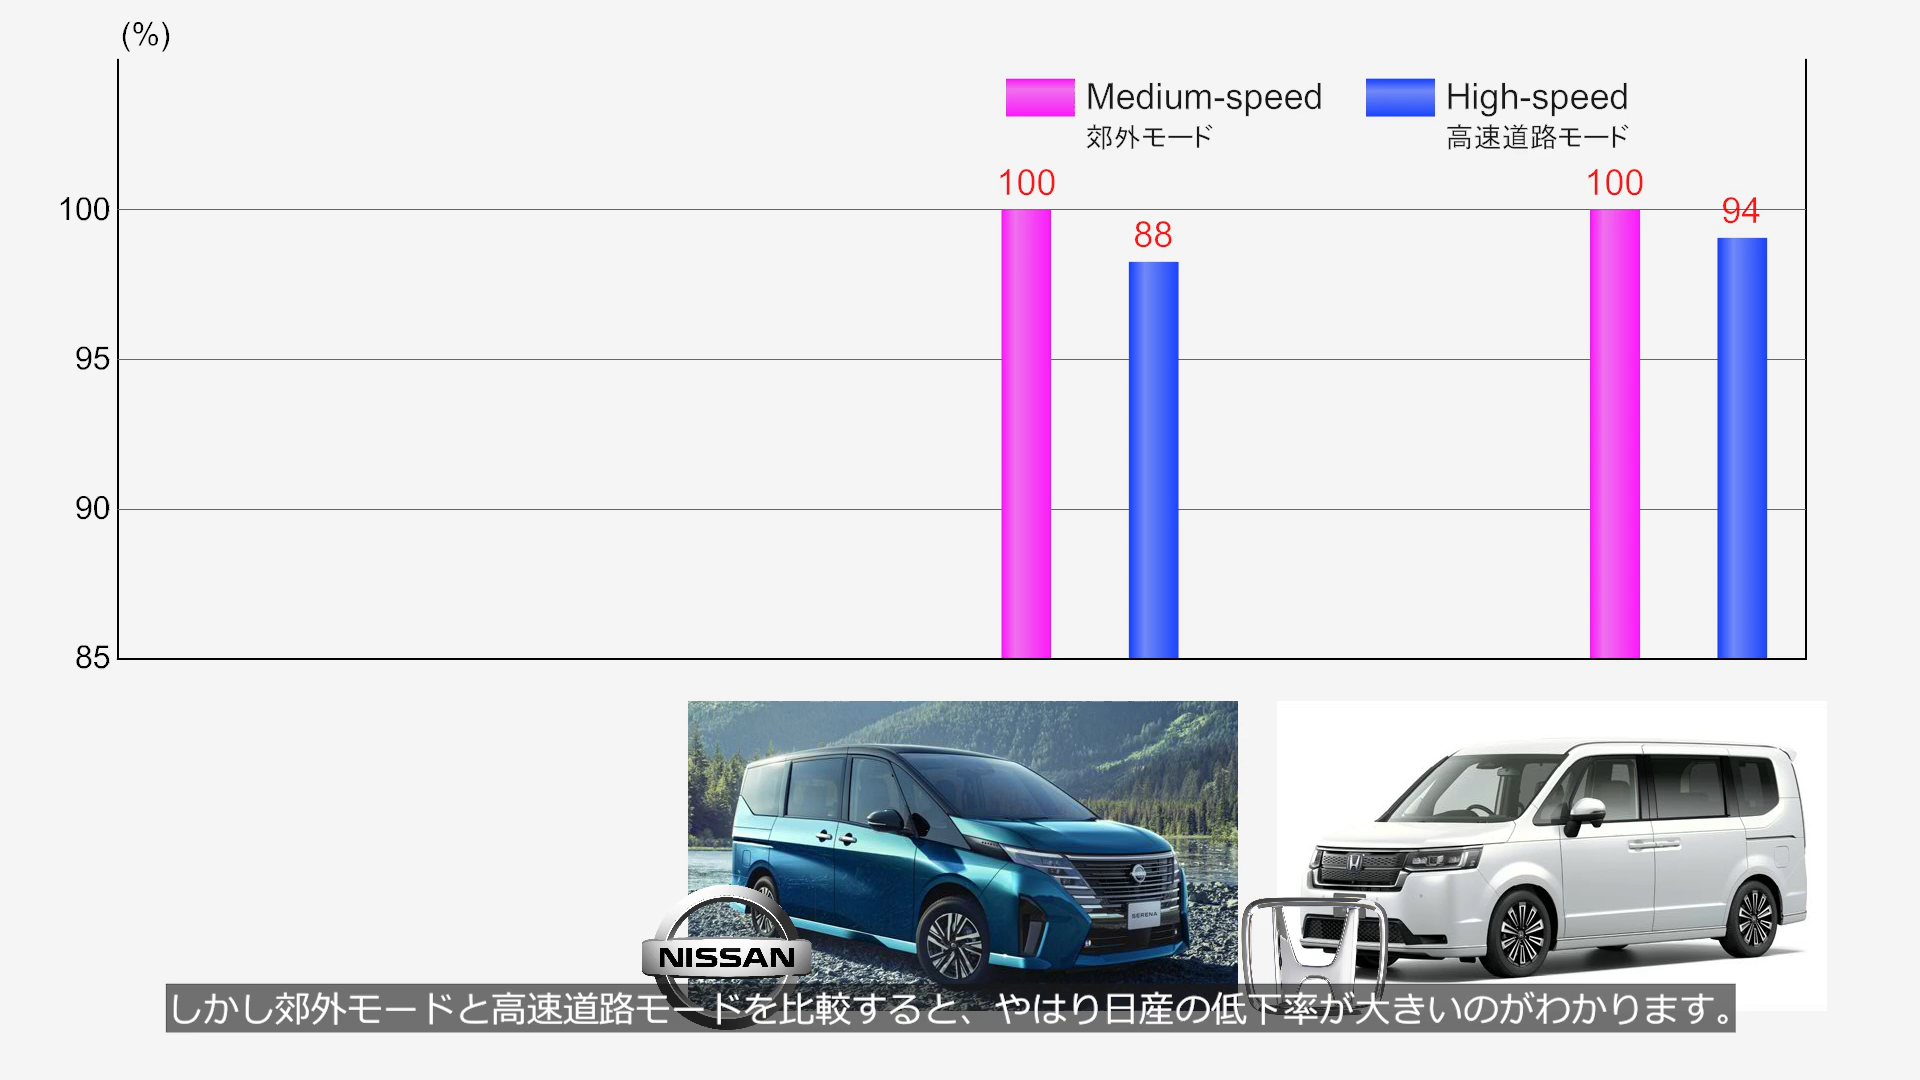 (%)
Medium-speed
郊外モード
High-speed
高速道路モード
100
88
100
94
100
95
90
85
SERENA
NISSAN
しかし郊外モードと高速道路モードを比較すると、やはり日産の低下率が大きいのがわかります。